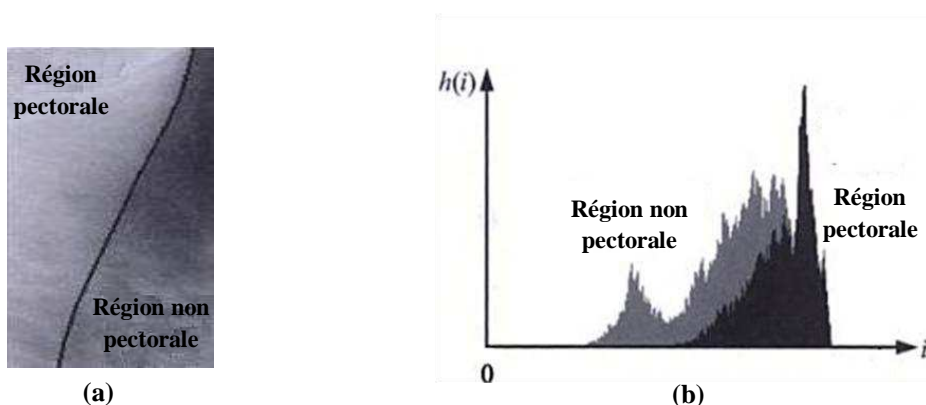 Région
pectorale
Région non
pectorale
(a)
h(i)
Région non
pectorale
Région
pectorale
i
0
(b)